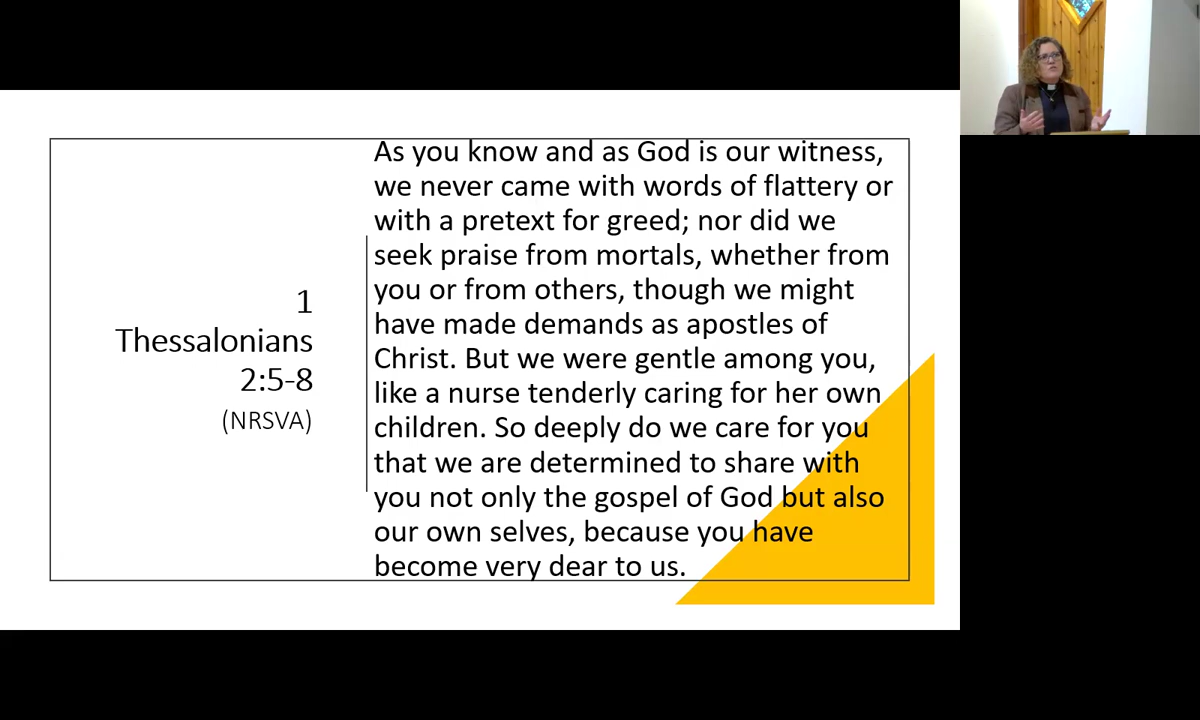 1
Thessalonians
2:5-8
(NRSVA)
As you know and as God is our witness,
we never came with words of flattery or
with a pretext for greed; nor did we
seek praise from mortals, whether from
you or from others, though we might
have made demands as apostles of
Christ. But we were gentle among you,
like a nurse tenderly caring for her own
children. So deeply do we care for you
that we are determined to share with
you not only the gospel of God but also
our own selves, because you have
become very dear to us.